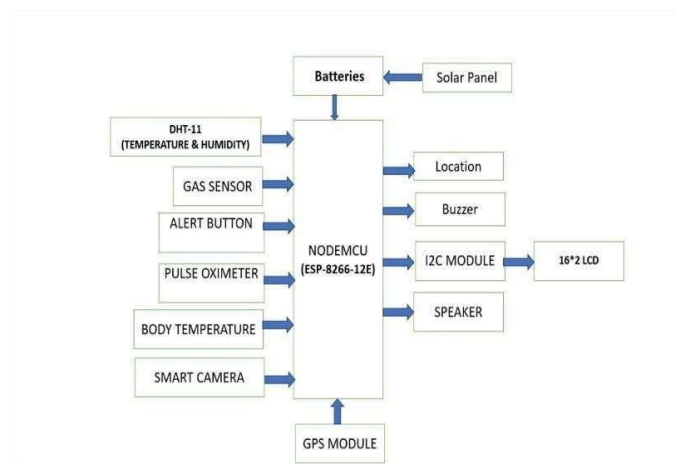 Batteries
Solar Panel
DHT-11
(TEMPERATURE & HUMIDITY)
GAS SENSOR
ALERT BUTTON
PULSE OXIMETER
BODY TEMPERATURE
SMART CAMERA
NODEMCU
(ESP-8266-12E)
Location
Buzzer
I2C MODULE
16*2 LCD
SPEAKER
GPS MODULE